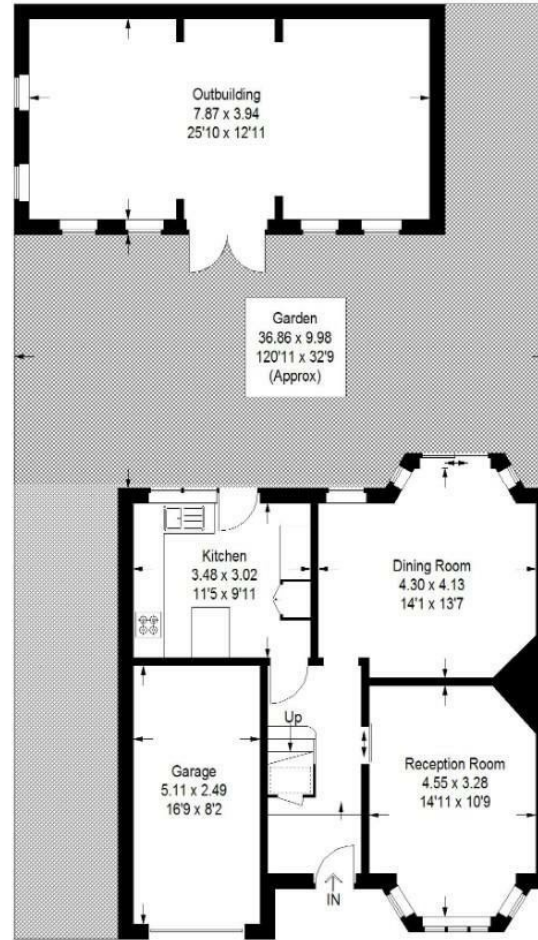 Outbuilding
7.87 x 3.94
25'10 x 12'11
Garden
36.86 x 9.98
120'11 x 32'9
(Approx)
Kitchen
3.48 x 3.02
11'5 x 9'11
Dining Room
4.30 x 4.13
14'1 x 13'7
Up
Garage
5.11 x 2.49
16'9 x 8'2
Reception Room
4.55 x 3.28
14'11 x 10'9
IN